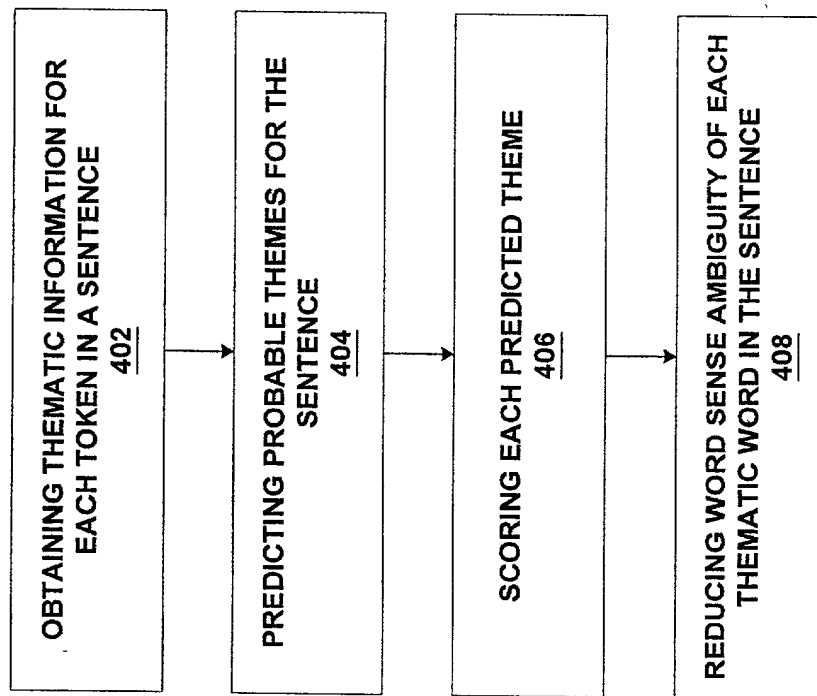 OBTAINING THEMATIC INFORMATION FOR
EACH TOKEN IN A SENTENCE
402
PREDICTING PROBABLE THEMES FOR THE
SENTENCE
404
SCORING EACH PREDICTED THEME
406
REDUCING WORD SENSE AMBIGUITY OF EACH
THEMATIC WORD IN THE SENTENCE
408